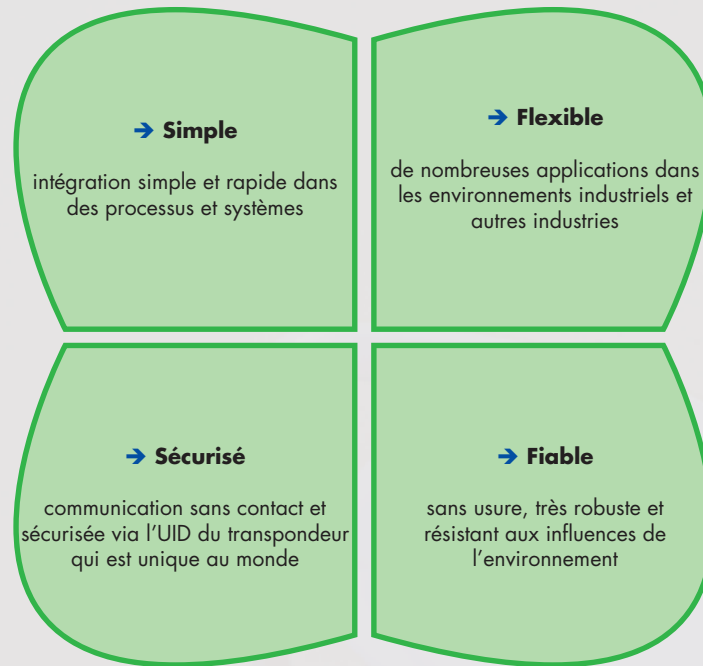 ➔ Simple
intégration simple et rapide dans
des processus et systèmes
➔ Flexible
de nombreuses applications dans
les environnements industriels et
autres industries
➔ Sécurisé
communication sans contact et
sécurisée via l’UID du transpondeur
qui est unique au monde
➔ Fiable
sans usure, très robuste et
résistant aux influences de
l’environnement